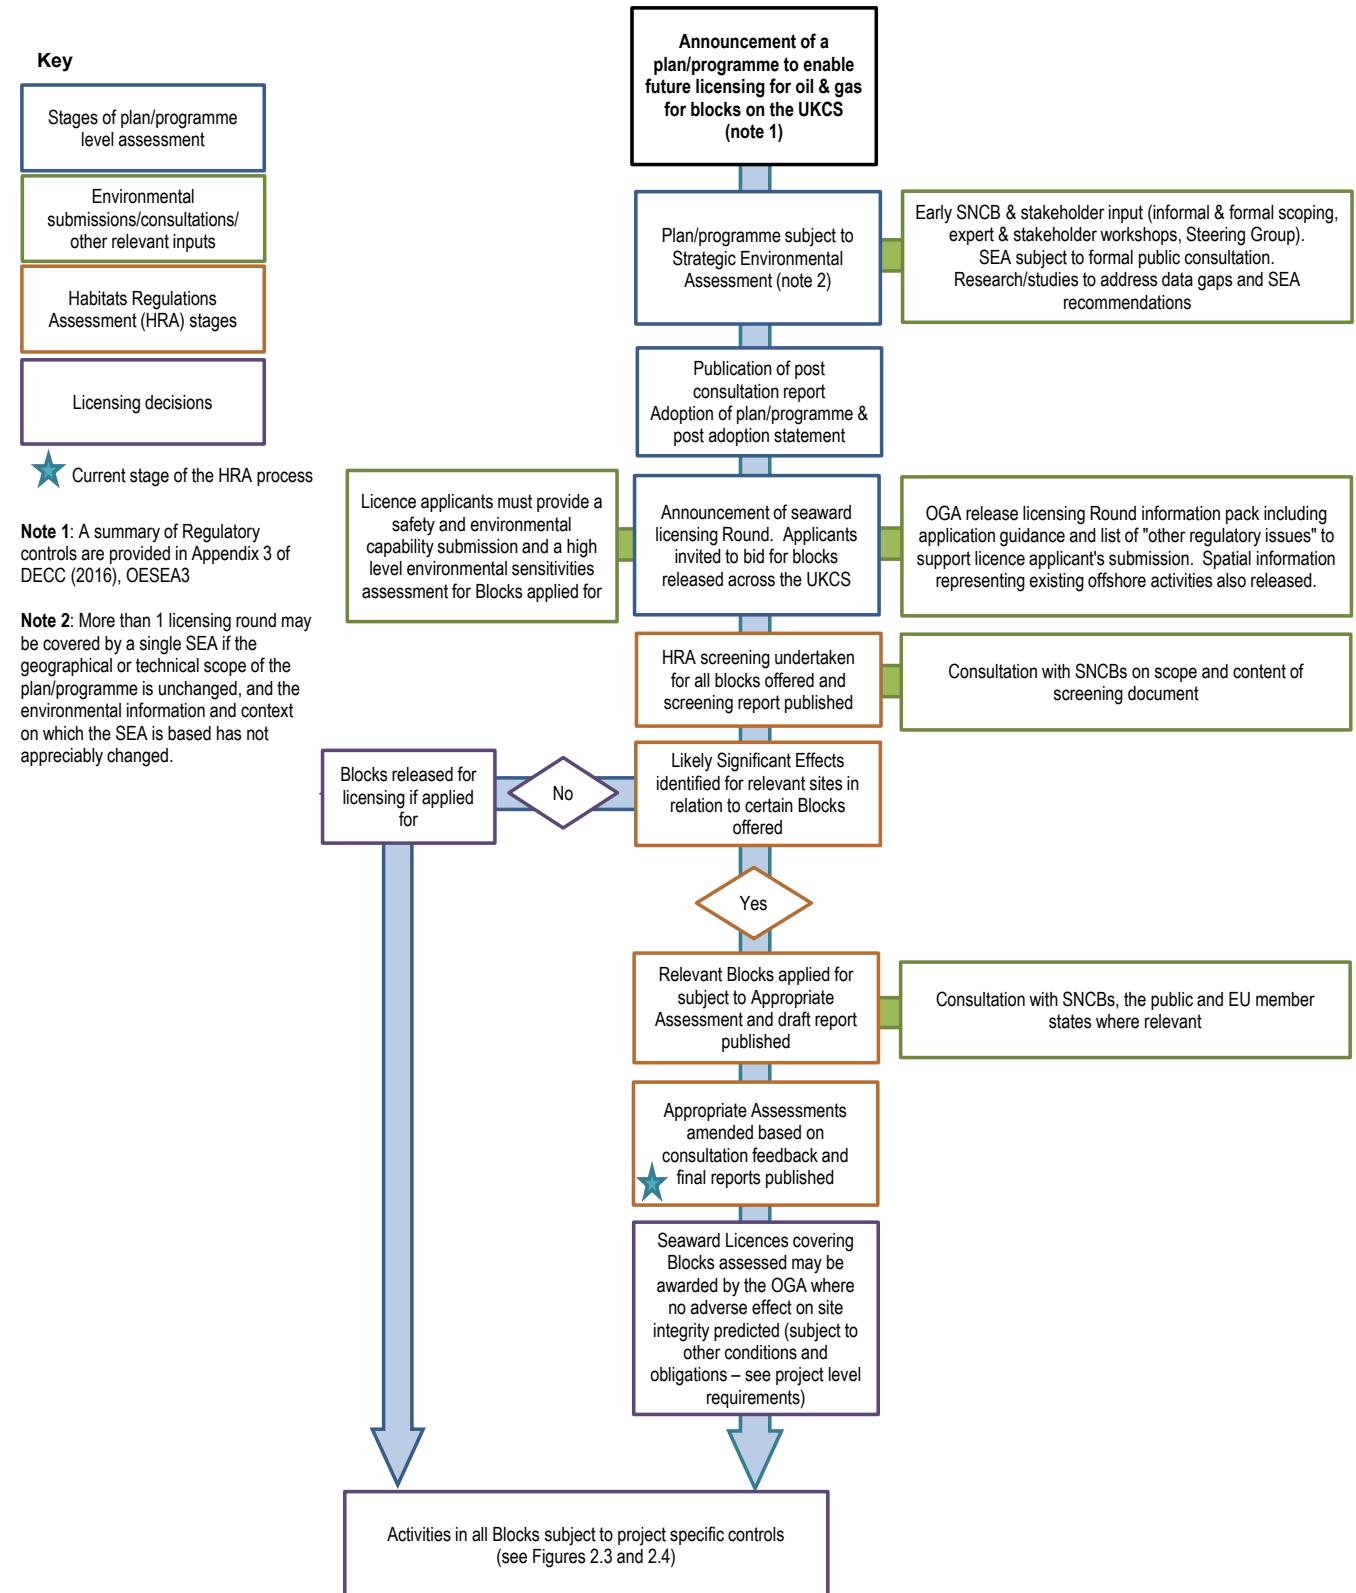 Key
Stages of plan/programme
level assessment
Environmental
submissions/consultations/
other relevant inputs
Habitats Regulations
Assessment (HRA) stages
Licensing decisions
Current stage of the HRA process
Note 1: A summary of Regulatory
controls are provided in Appendix 3 of
DECC (2016), OESEA3
Note 2: More than 1 licensing round may
be covered by a single SEA if the
geographical or technical scope of the
plan/programme is unchanged, and the
environmental information and context
on which the SEA is based has not
appreciably changed.
Announcement of a
plan/programme to enable
future licensing for oil & gas
for blocks on the UKCS
(note 1)
Plan/programme subject to
Strategic Environmental
Assessment (note 2)
Early SNCB & stakeholder input (informal & formal scoping,
expert & stakeholder workshops, Steering Group).
SEA subject to formal public consultation.
Research/studies to address data gaps and SEA
recommendations
Publication of post
consultation report
Adoption of plan/programme &
post adoption statement
Licence applicants must provide a
safety and environmental
capability submission and a high
level environmental sensitivities
assessment for Blocks applied for
Announcement of seaward
licensing Round.  Applicants
invited to bid for blocks
released across the UKCS
OGA release licensing Round information pack including
application guidance and list of "other regulatory issues" to
support licence applicant's submission.  Spatial information
representing existing offshore activities also released.
HRA screening undertaken
for all blocks offered and
screening report published
Consultation with SNCBs on scope and content of
screening document
Blocks released for
licensing if applied
for
No
Likely Significant Effects
identified for relevant sites in
relation to certain Blocks
offered
Yes
Relevant Blocks applied for
subject to Appropriate
Assessment and draft report
published
Consultation with SNCBs, the public and EU member
states where relevant
Appropriate Assessments
amended based on
consultation feedback and
final reports published
Seaward Licences covering
Blocks assessed may be
awarded by the OGA where
no adverse effect on site
integrity predicted (subject to
other conditions and
obligations – see project level
requirements)
Activities in all Blocks subject to project specific controls
(see Figures 2.3 and 2.4)